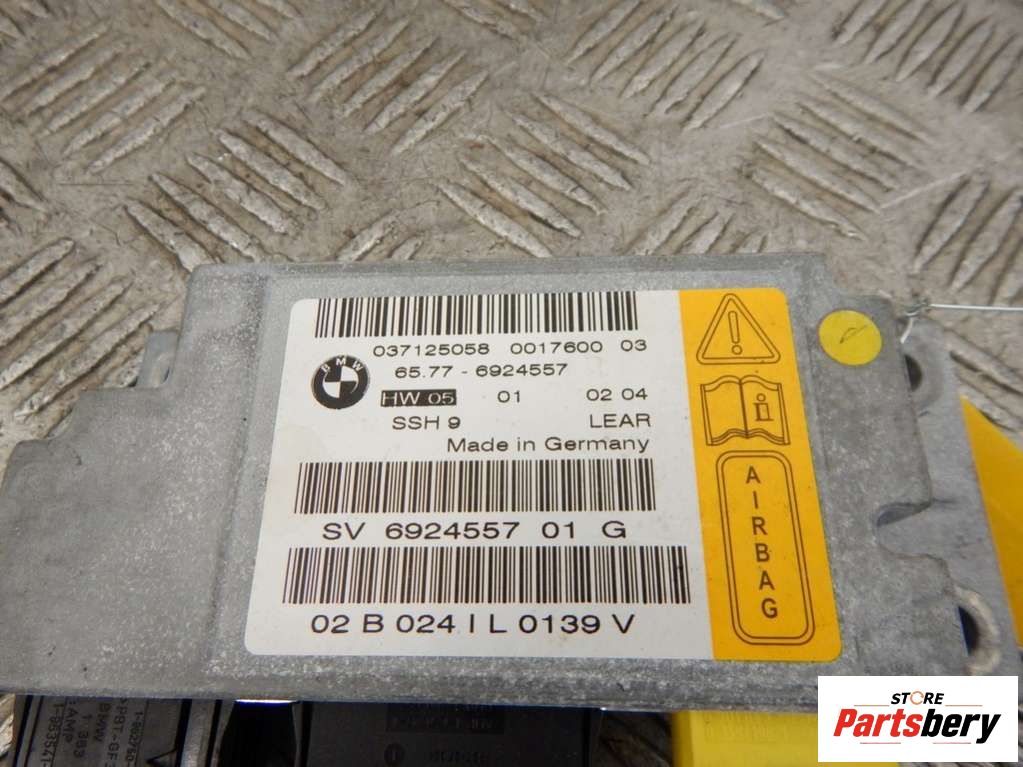 037125058 0017600 03
65.77 - 6924557
BMW
HW 05 01 02 04
SSH 9 LEAR
Made in Germany
SV 6924557 01 G
02 B 024 I L 0139 V
AIRBAG
STORE
Partsbery